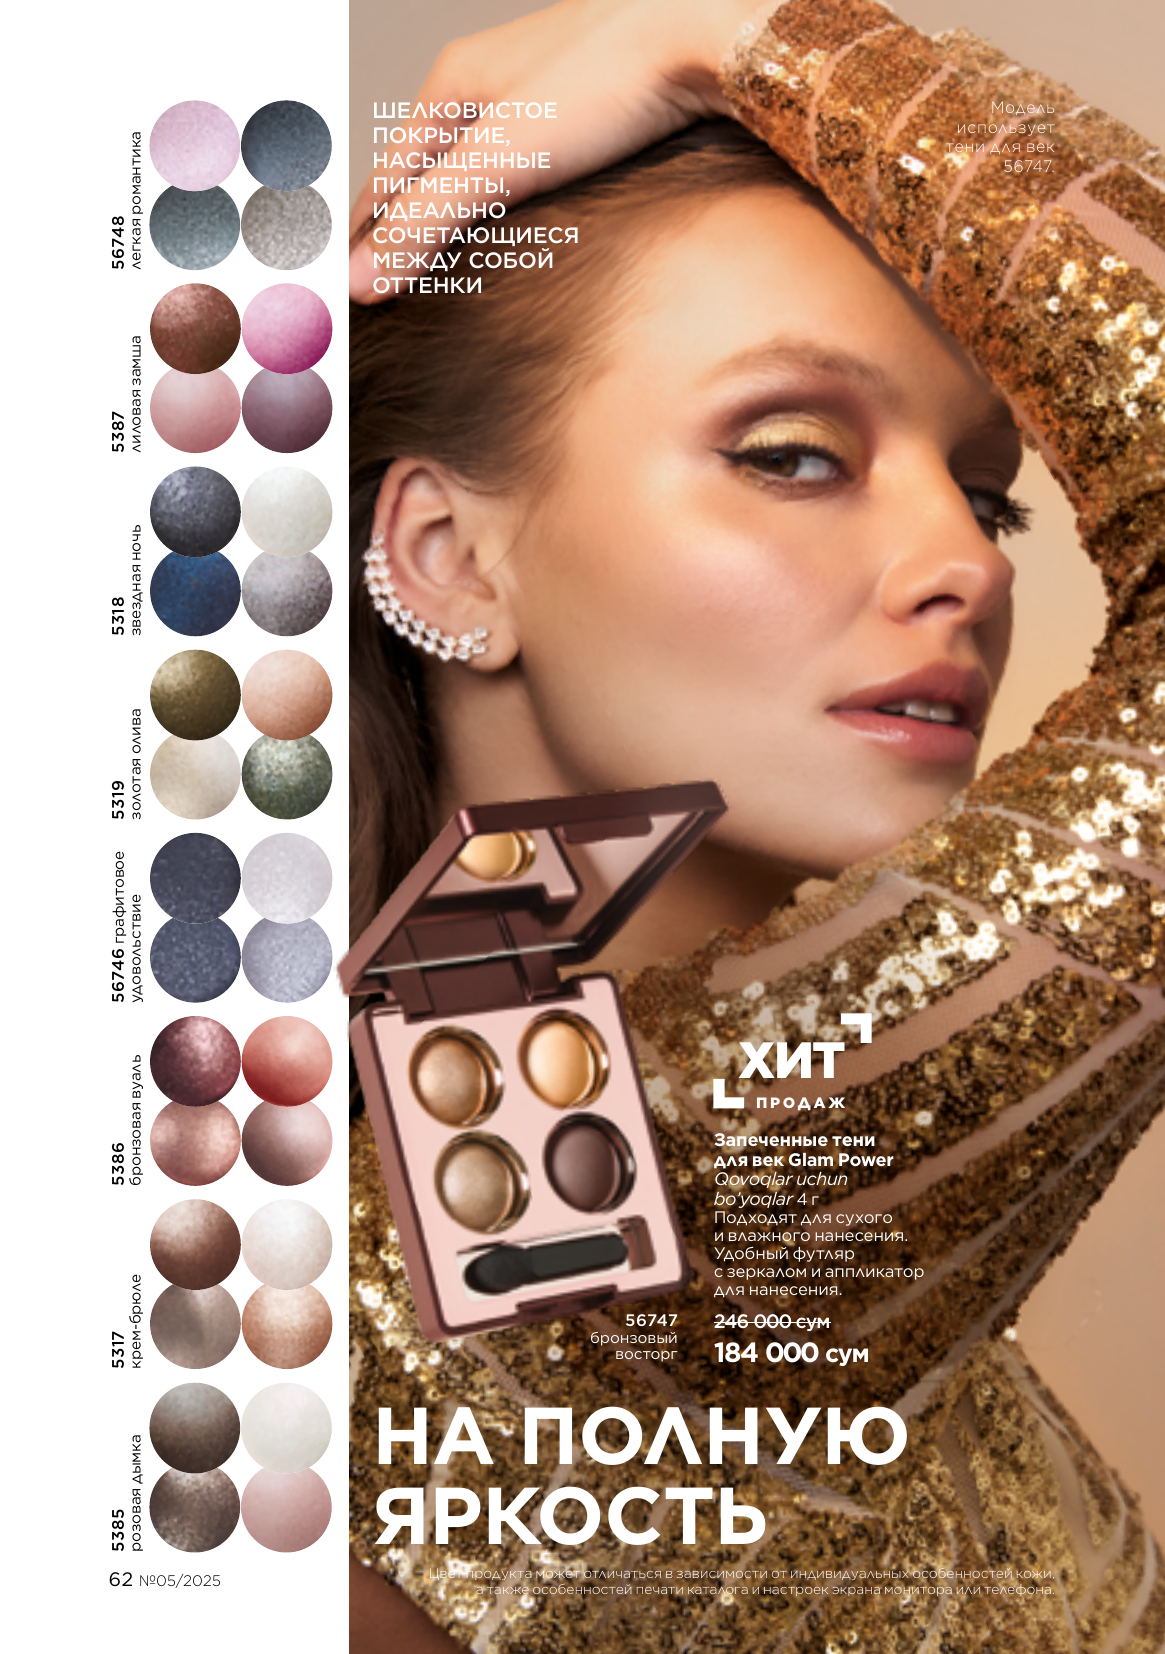 56748
легкая романтика
5387
лиловая замша
5318
звездная ночь
5319
золотая олива
56746 графитовое
удовольствие
5386
бронзовая вуаль
5317
крем-брюле
5385
розовая дымка
62 №05/2025
ШЕЛКОВИСТОЕ
ПОКРЫТИЕ,
НАСЫЩЕННЫЕ
ПИГМЕНТЫ,
ИДЕАЛЬНО
СОЧЕТАЮЩИЕСЯ
МЕЖДУ СОБОЙ
ОТТЕНКИ
Модель
использует
тени для век
56747.
ХИТ
ПРОДАЖ
Запеченные тени
для век Glam Power
Qovoqlar uchun
bo'yoqlar 4 г
Подходят для сухого
и влажного нанесения.
Удобный футляр
с зеркалом и аппликатор
для нанесения.
246 000 сум
184 000 сум
56747
бронзовый
восторг
НА ПОЛНУЮ
ЯРКОСТЬ
Цвет продукта может отличаться в зависимости от индивидуальных особенностей кожи,
а также особенностей печати каталога и настроек экрана монитора или телефона.